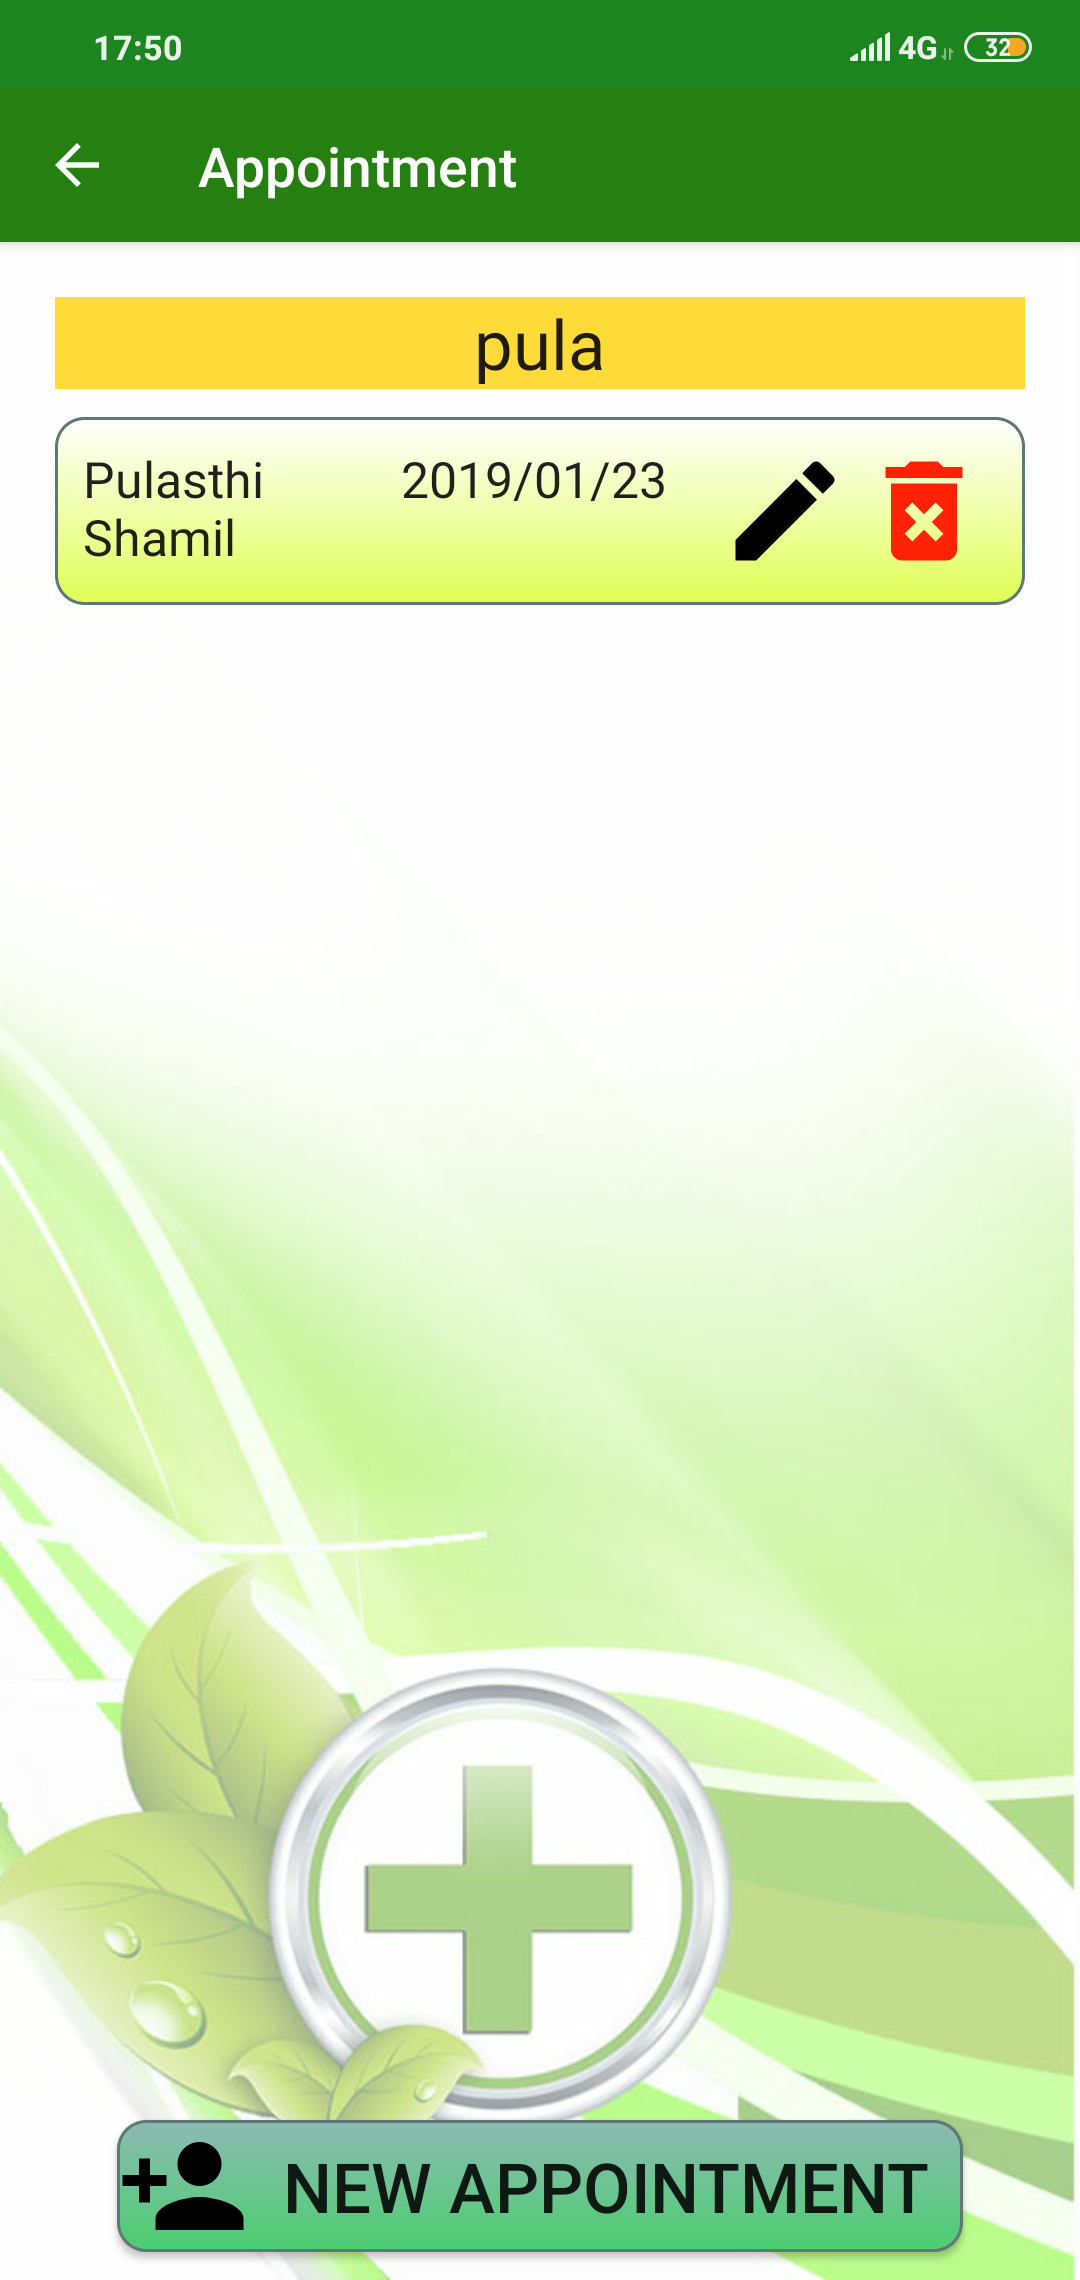 17:50 4G 32
Appointment
pula
Pulasthi 2019/01/23
Shamil
NEW APPOINTMENT